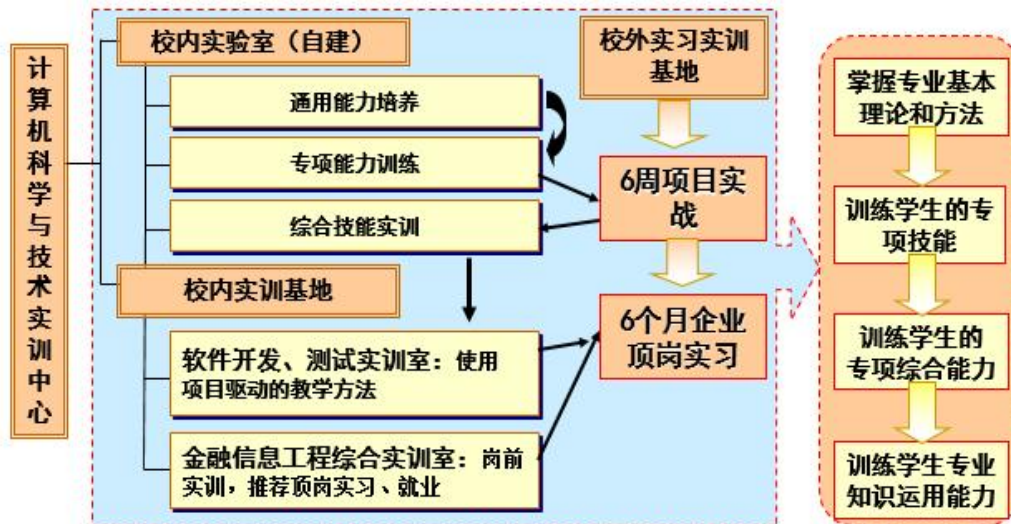 计算机科学与技术实训中心
校内实验室（自建）
通用能力培养
专项能力训练
综合技能实训
校内实训基地
软件开发、测试实训室：使用
项目驱动的教学方法
金融信息工程综合实训室：岗前
实训，推荐顶岗实习、就业
校外实习实训
基地
6周项目实
战
6个月企业
顶岗实习
掌握专业基本
理论和方法
训练学生的专
项技能
训练学生的
专项综合能力
训练学生专业
知识运用能力